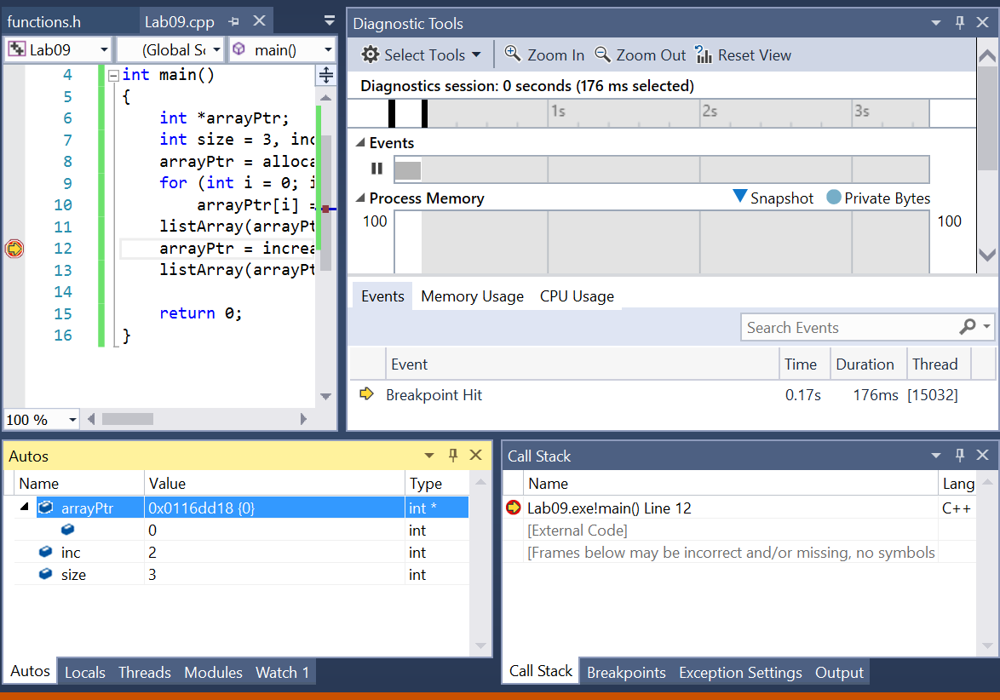 functions.h
Lab09.cpp
Lab09
(Global Sc
main()
4 int main()
5 {
6 int *arrayPtr;
7 int size = 3, inc
8 arrayPtr = alloca
9 for (int i = 0; i
10 arrayPtr[i] =
11 listArray(arrayPt
12 arrayPtr = increa
13 listArray(arrayPt
14
15 return 0;
16 }
100 %
Diagnostic Tools
Select Tools Zoom In Zoom Out Reset View
Diagnostics session: 0 seconds (176 ms selected)
1s 2s 3s
Events
Process Memory Snapshot Private Bytes
100 100
Events Memory Usage CPU Usage
Search Events
Event Time Duration Thread
Breakpoint Hit 0.17s 176ms [15032]
Autos
Name Value Type
arrayPtr 0x0116dd18 {0} int *
0 int
inc 2 int
size 3 int
Autos Locals Threads Modules Watch 1
Call Stack
Name Lang
Lab09.exe!main() Line 12 C++
[External Code]
[Frames below may be incorrect and/or missing, no symbols
Call Stack Breakpoints Exception Settings Output